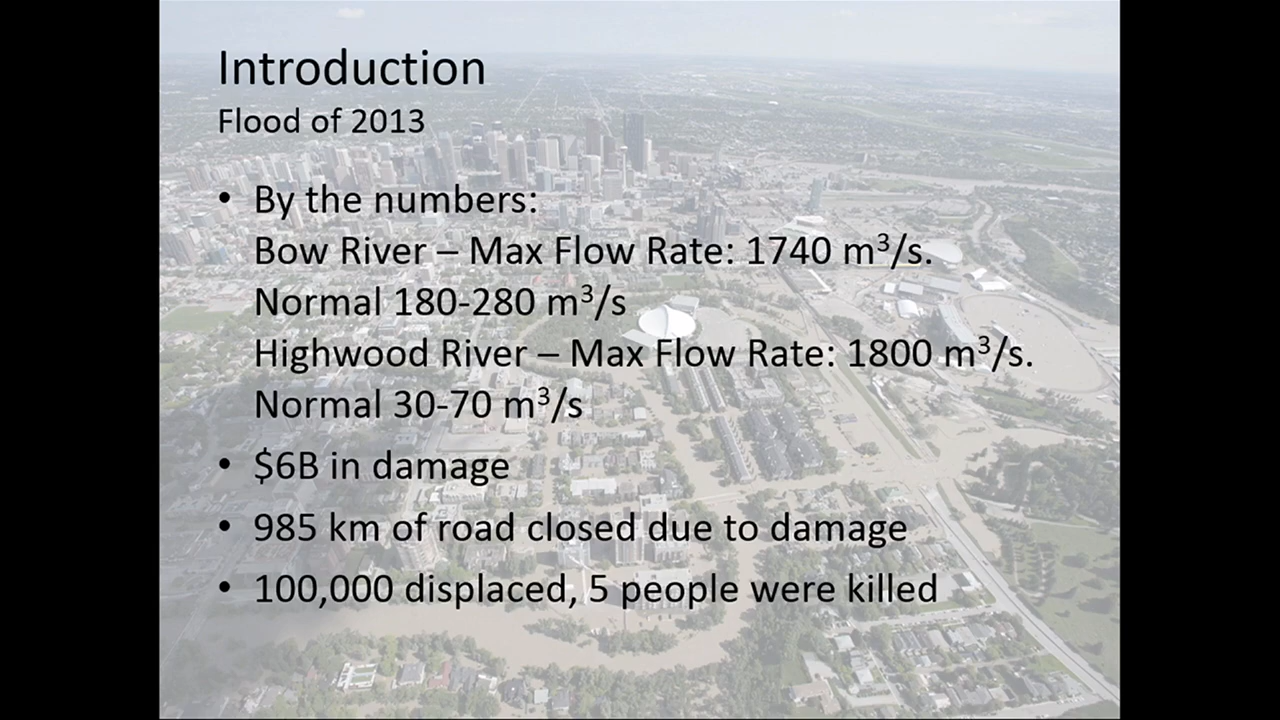 Introduction
Flood of 2013
• By the numbers:
Bow River – Max Flow Rate: 1740 m³/s.
Normal 180-280 m³/s
Highwood River – Max Flow Rate: 1800 m³/s.
Normal 30-70 m³/s
• $6B in damage
• 985 km of road closed due to damage
• 100,000 displaced, 5 people were killed